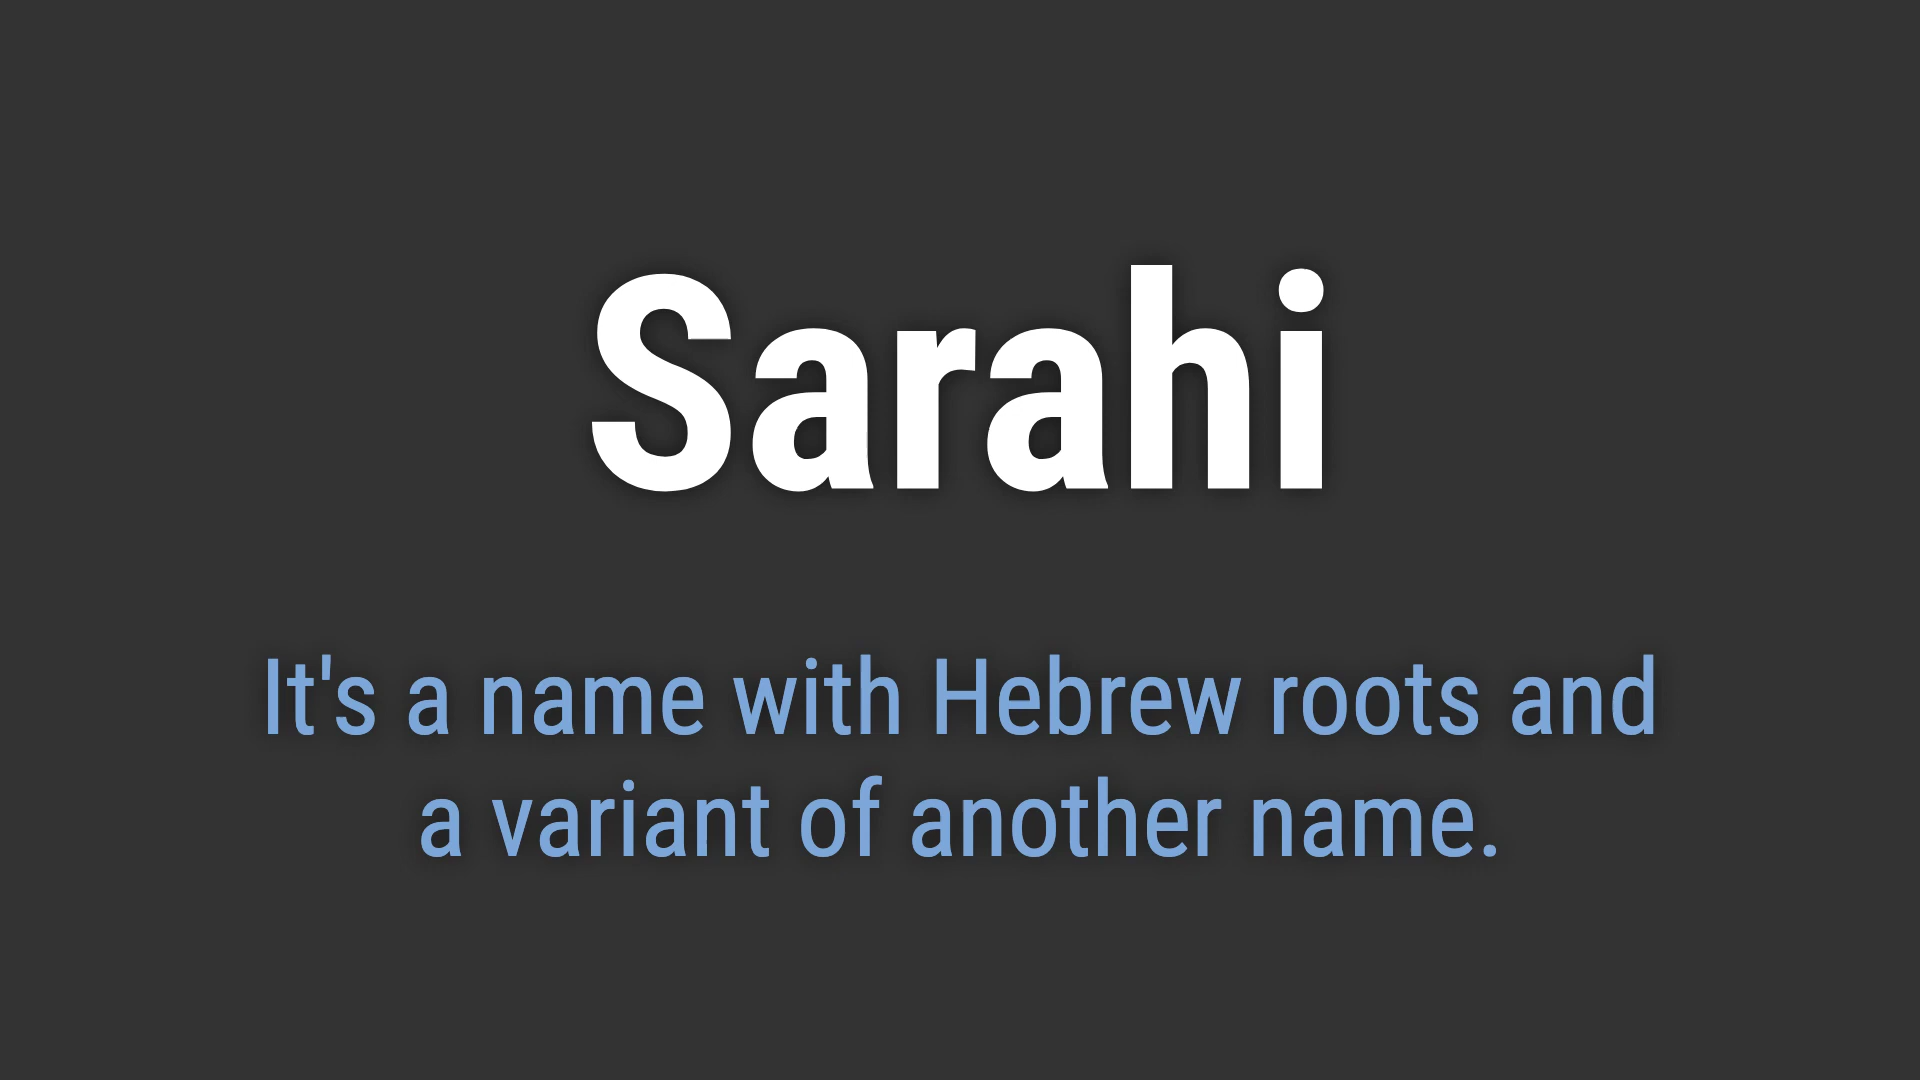 Sarahi
It's a name with Hebrew roots and
a variant of another name.